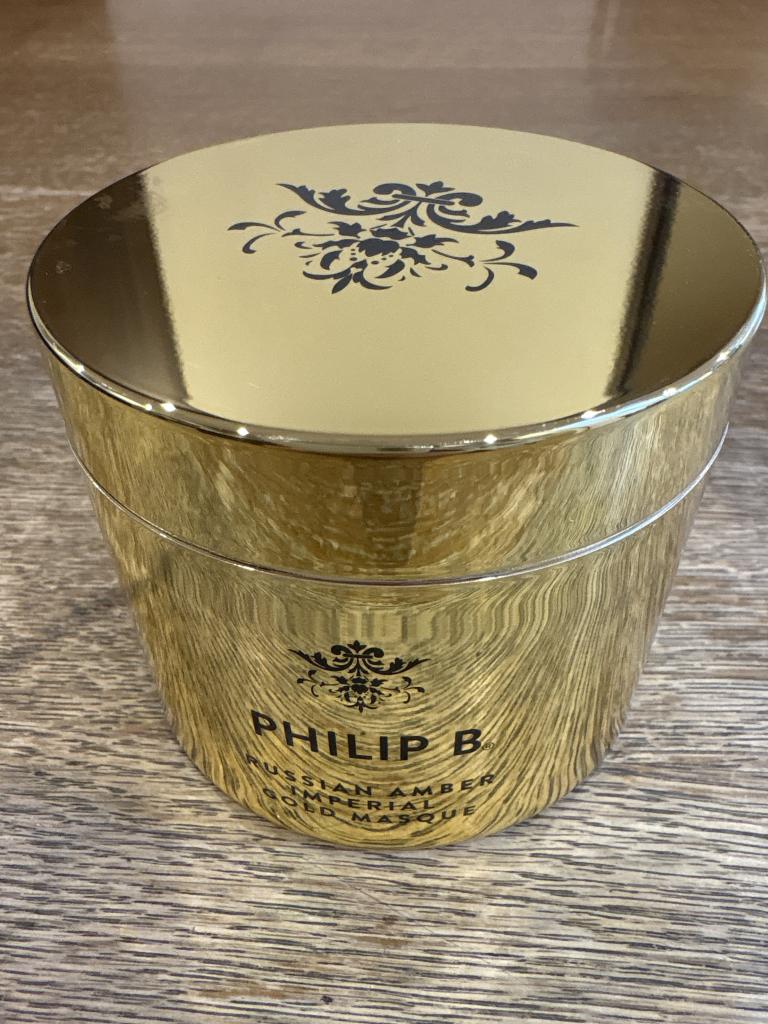 PHILIP B®
RUSSIAN AMBER
IMPERIAL
GOLD MASQUE